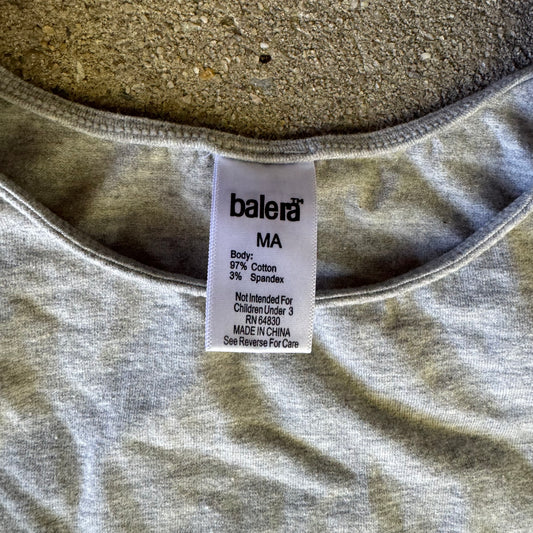 balera
MA
Body:
97% Cotton
3% Spandex
Not Intended For
Children Under 3
RN 64830
MADE IN CHINA
See Reverse For Care